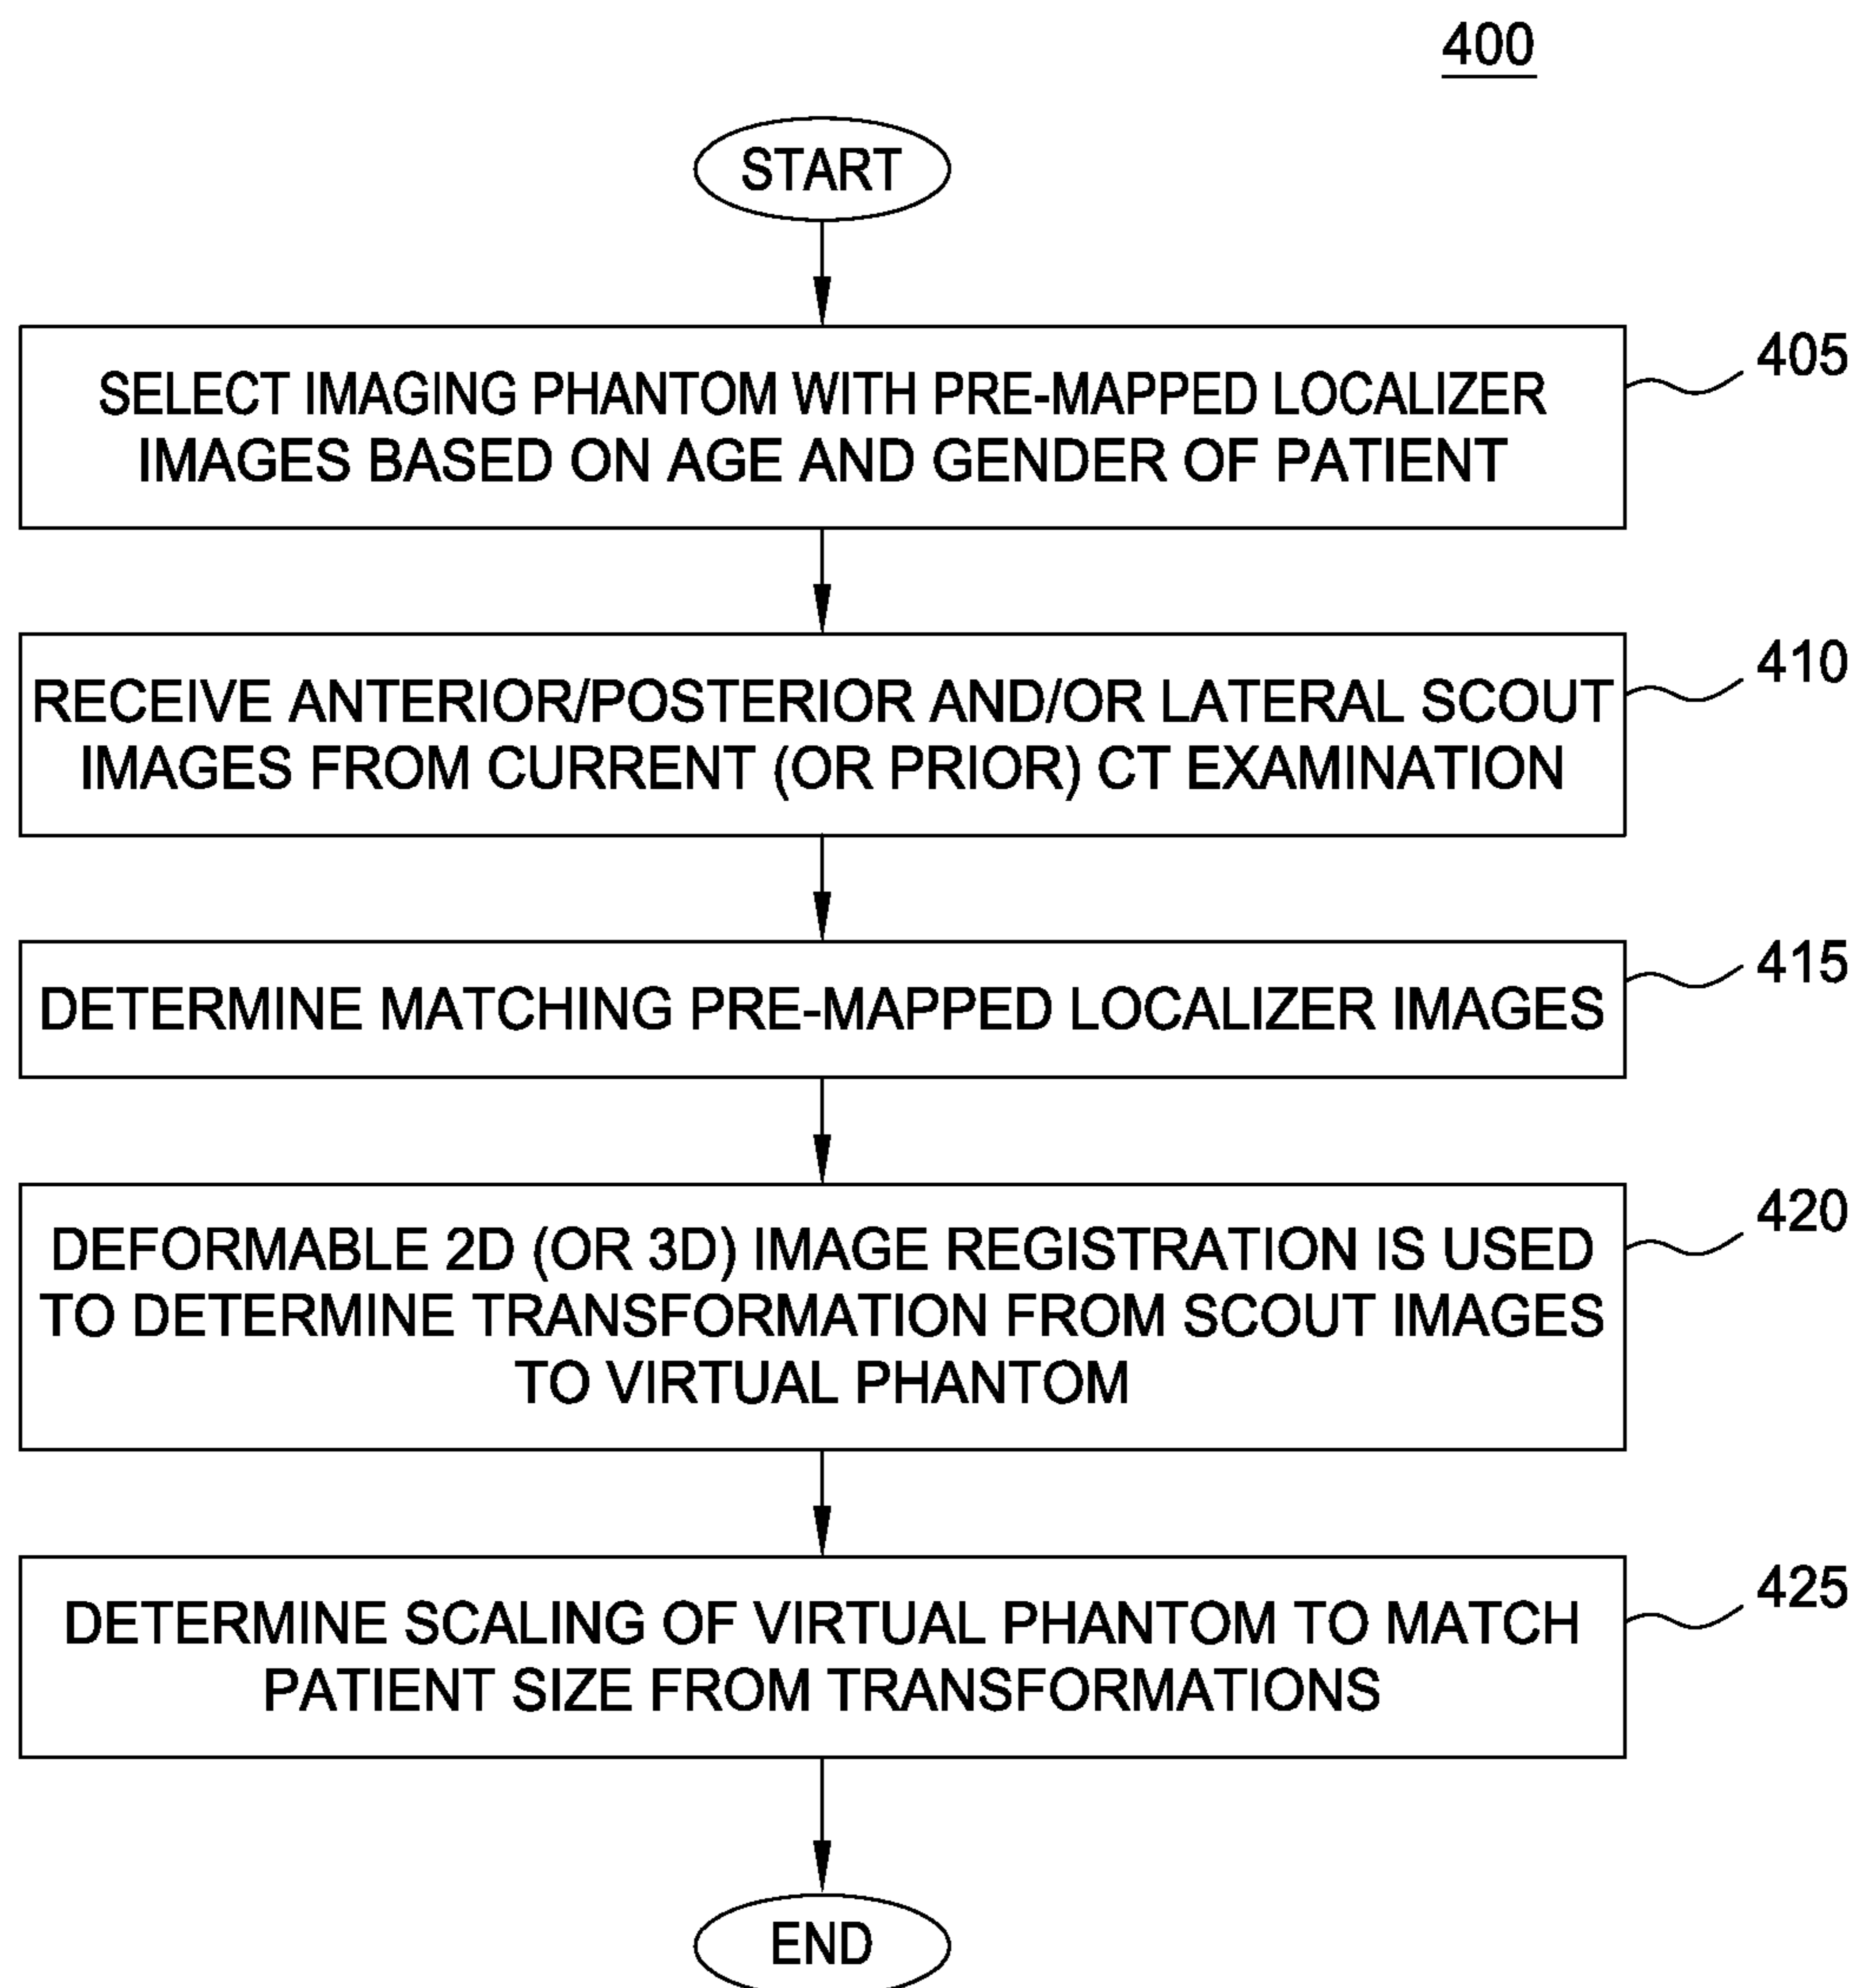 400
START
SELECT IMAGING PHANTOM WITH PRE-MAPPED LOCALIZER
IMAGES BASED ON AGE AND GENDER OF PATIENT
405
RECEIVE ANTERIOR/POSTERIOR AND/OR LATERAL SCOUT
IMAGES FROM CURRENT (OR PRIOR) CT EXAMINATION
410
DETERMINE MATCHING PRE-MAPPED LOCALIZER IMAGES
415
DEFORMABLE 2D (OR 3D) IMAGE REGISTRATION IS USED
TO DETERMINE TRANSFORMATION FROM SCOUT IMAGES
TO VIRTUAL PHANTOM
420
DETERMINE SCALING OF VIRTUAL PHANTOM TO MATCH
PATIENT SIZE FROM TRANSFORMATIONS
425
END